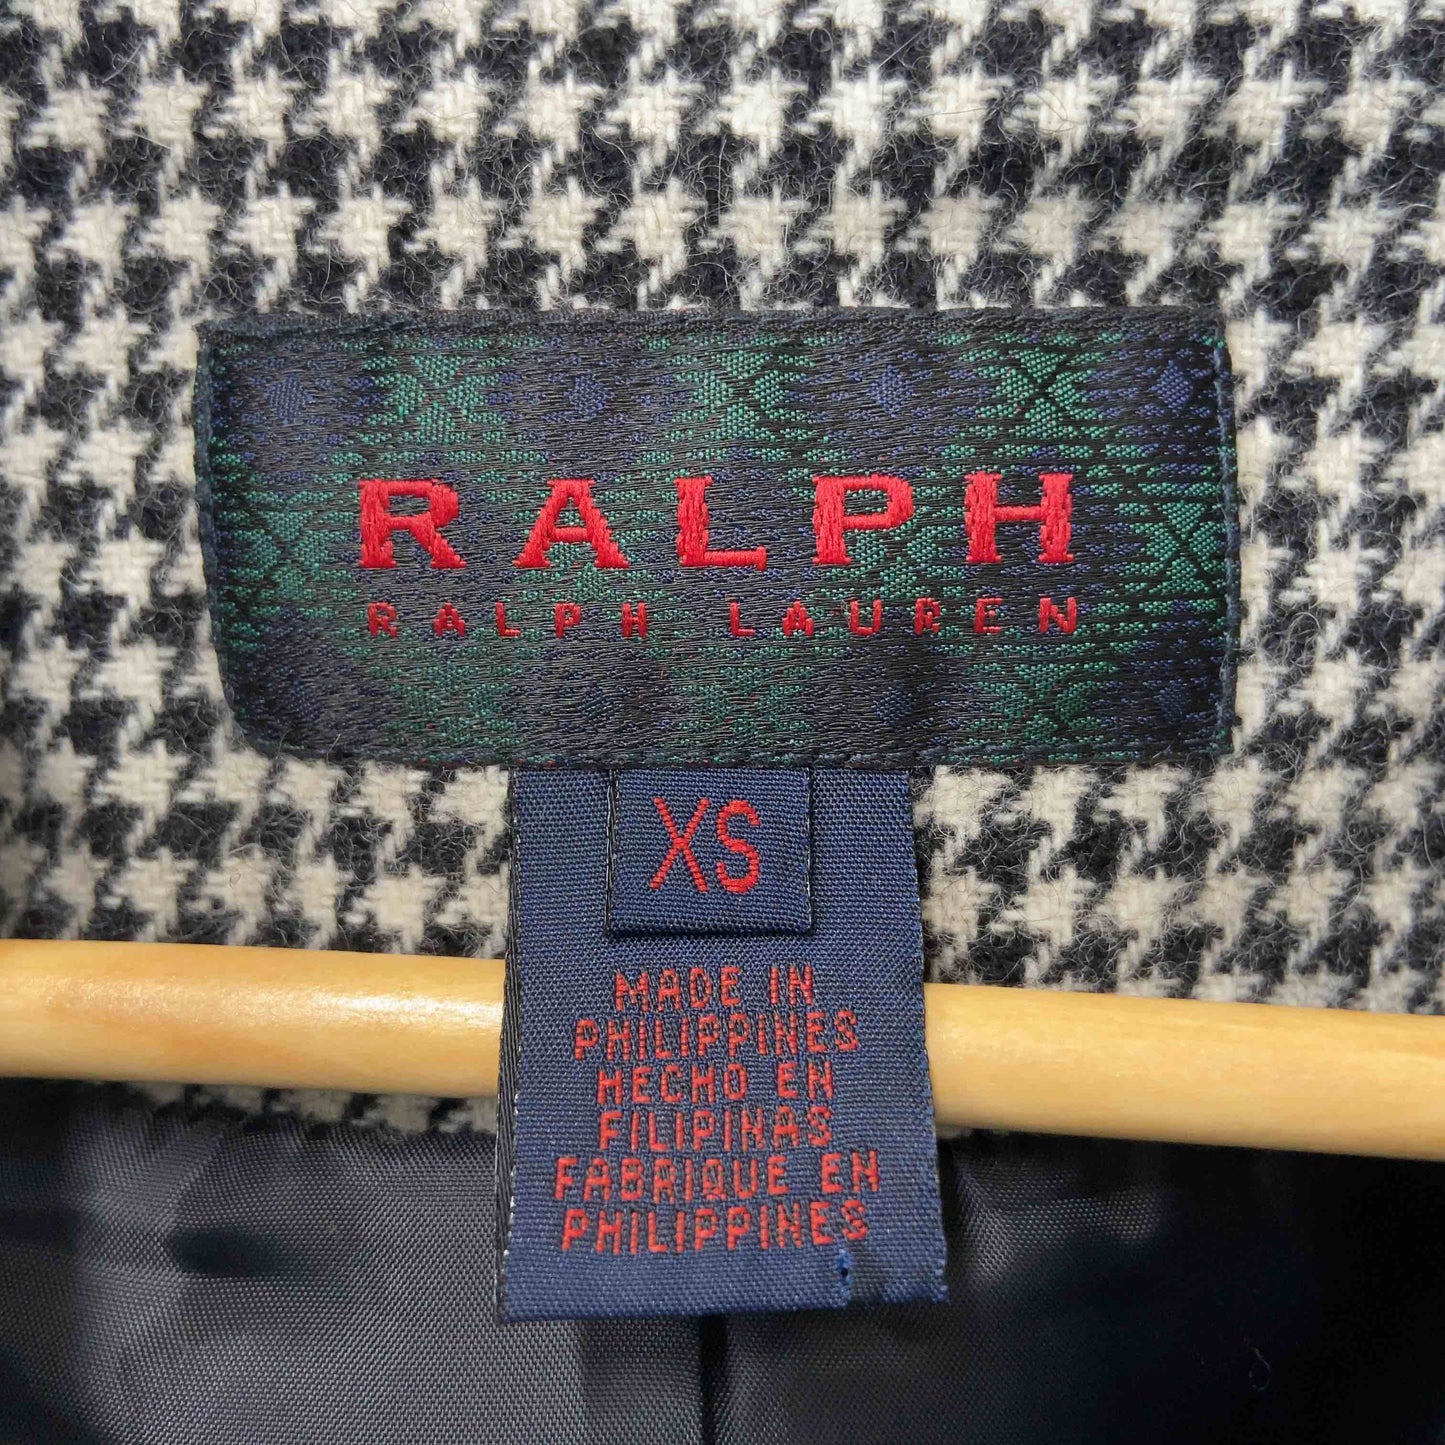 RALPH
RALPH LAUREN
XS
MADE IN
PHILIPPINES
HECHO EN
FILIPINAS
FABRIQUE EN
PHILIPPINES